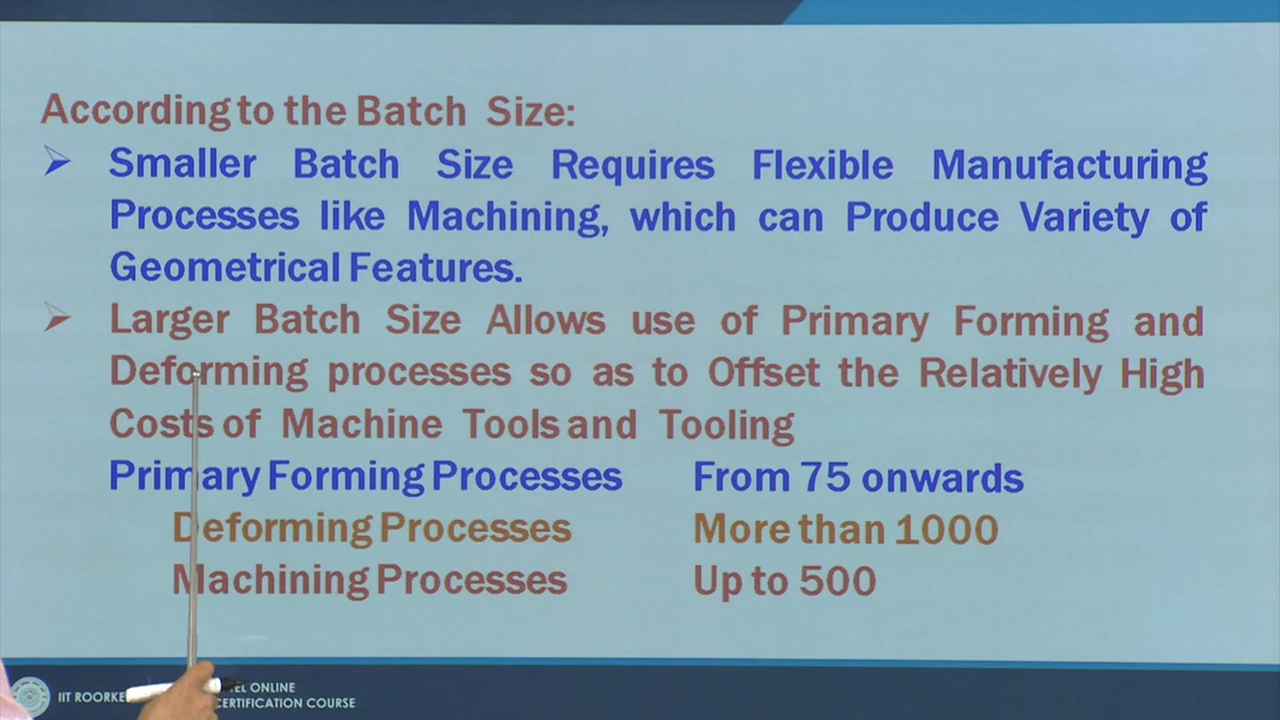 According to the Batch Size:
Smaller Batch Size Requires Flexible Manufacturing
Processes like Machining, which can Produce Variety of
Geometrical Features.
Larger Batch Size Allows use of Primary Forming and
Deforming processes so as to Offset the Relatively High
Costs of Machine Tools and Tooling
Primary Forming Processes From 75 onwards
Deforming Processes More than 1000
Machining Processes Up to 500
IIT ONLINE
CERTIFICATION COURSE